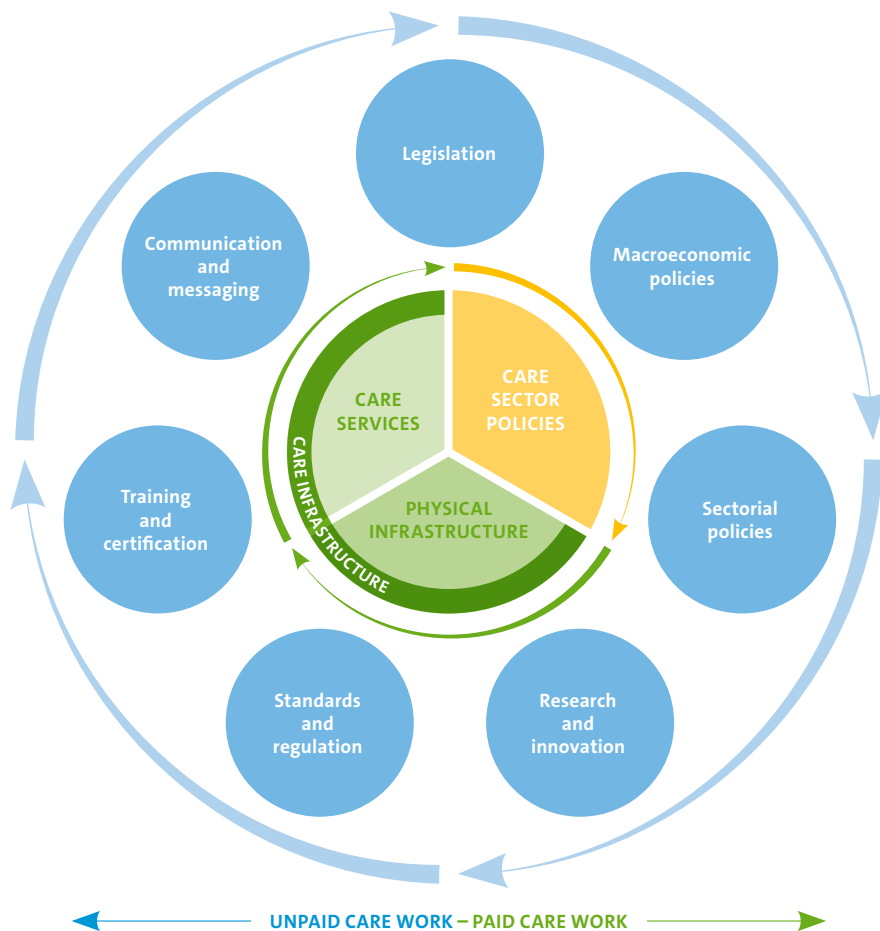 Legislation
Macroeconomic
policies
Sectorial
policies
Research
and
innovation
Standards
and
regulation
Training
and
certification
Communication
and
messaging
CARE
SECTOR
POLICIES
PHYSICAL
INFRASTRUCTURE
CARE
SERVICES
CARE INFRASTRUCTURE
UNPAID CARE WORK – PAID CARE WORK